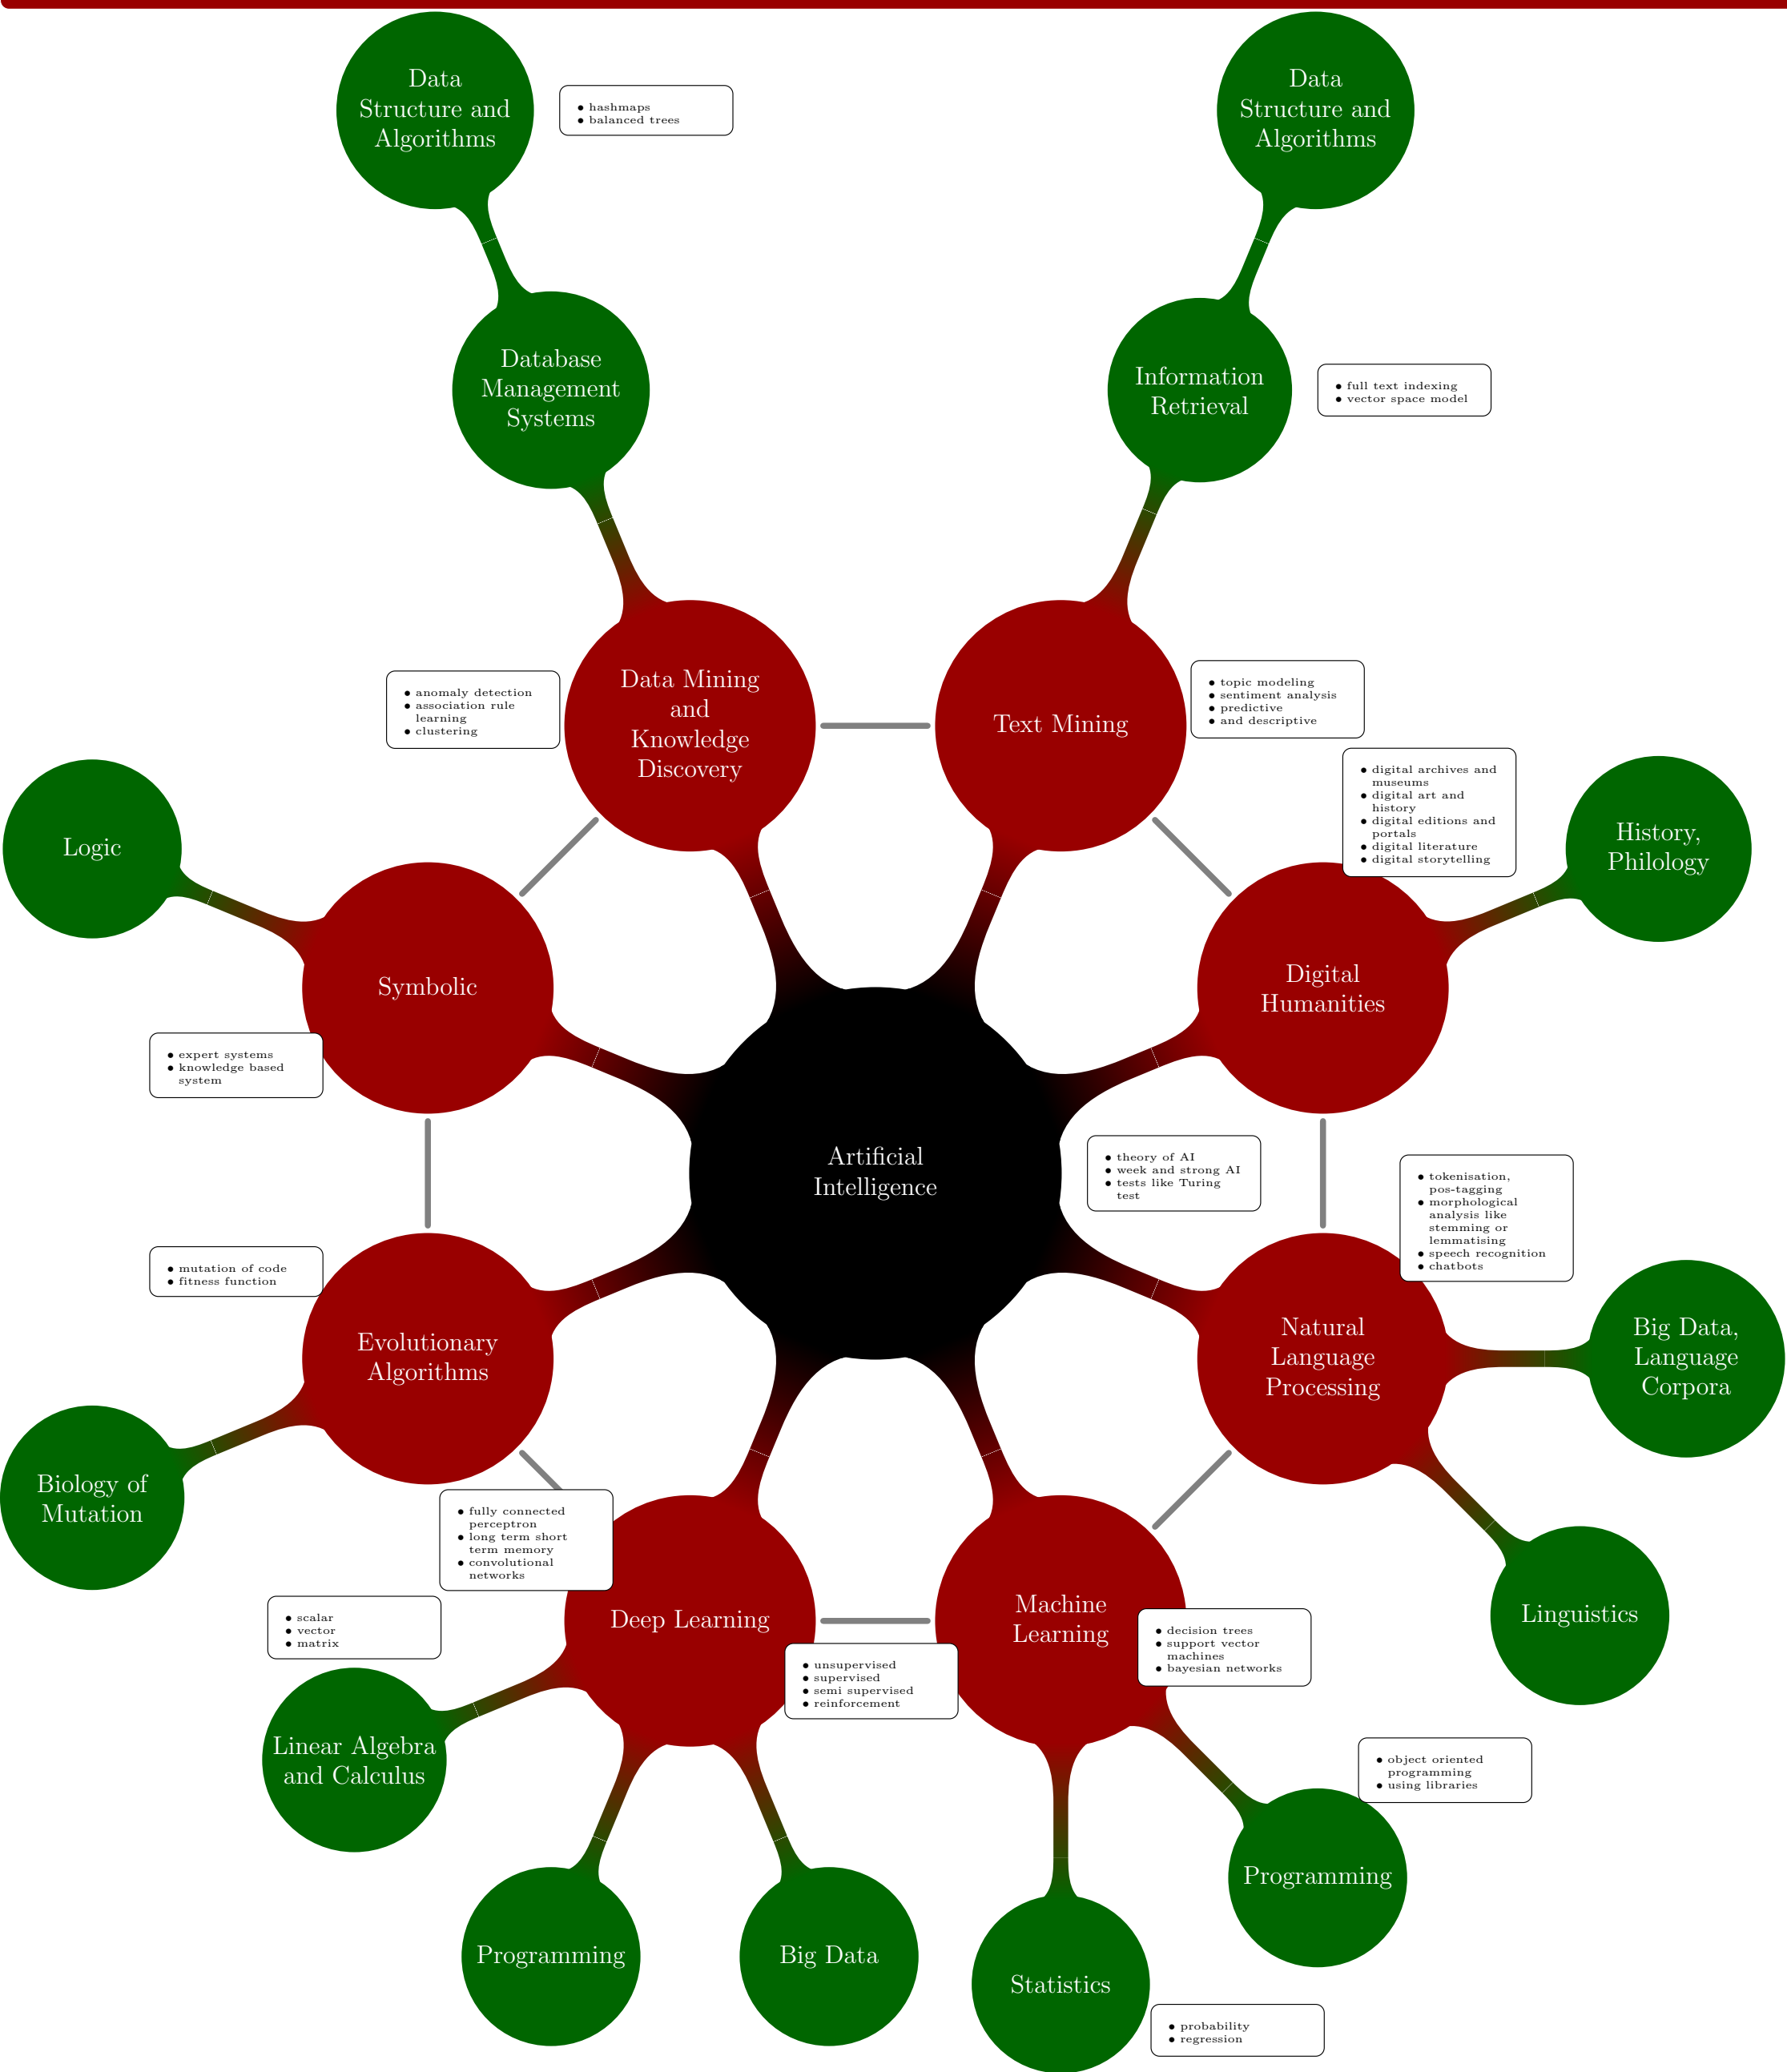 Data
Structure and
Algorithms
• hashmaps
• balanced trees
Data
Structure and
Algorithms
Database
Management
Systems
Information
Retrieval
• full text indexing
• vector space model
• anomaly detection
• association rule
learning
• clustering
Data Mining
and
Knowledge
Discovery
Text Mining
• topic modeling
• sentiment analysis
• predictive
• and descriptive
• digital archives and
museums
• digital art and
history
• digital editions and
portals
• digital literature
• digital storytelling
Logic
History,
Philology
Symbolic
Digital
Humanities
• expert systems
• knowledge based
system
Artificial
Intelligence
• theory of AI
• week and strong AI
• tests like Turing
test
• tokenisation,
pos-tagging
• morphological
analysis like
stemming or
lemmatising
• speech recognition
• chatbots
• mutation of code
• fitness function
Evolutionary
Algorithms
Natural
Language
Processing
Big Data,
Language
Corpora
Biology of
Mutation
• fully connected
perceptron
• long term short
term memory
• convolutional
networks
• scalar
• vector
• matrix
Deep Learning
Machine
Learning
• decision trees
• support vector
machines
• bayesian networks
Linguistics
• unsupervised
• supervised
• semi supervised
• reinforcement
Linear Algebra
and Calculus
• object oriented
programming
• using libraries
Programming
Programming
Big Data
Statistics
• probability
• regression